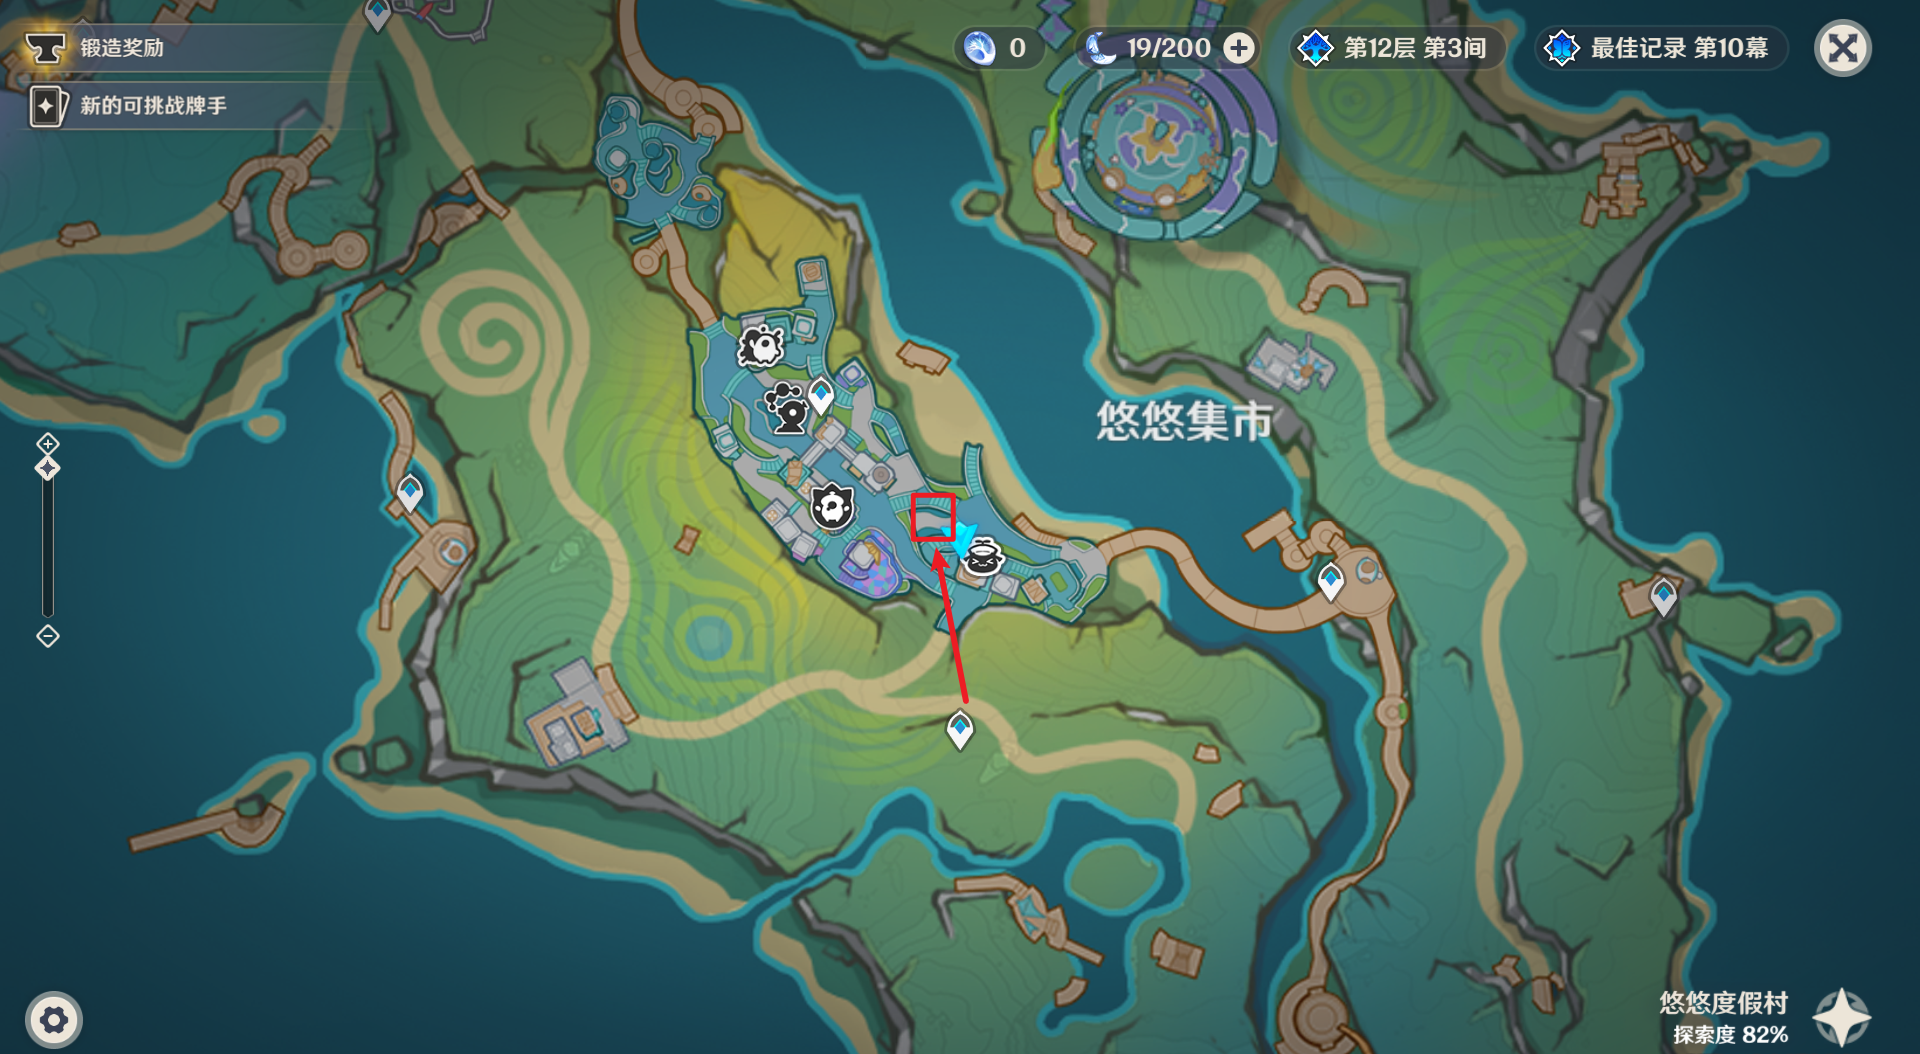 锻造奖励
新的可挑战牌手
0
19/200
第12层 第3间
最佳记录 第10幕
悠悠集市
悠悠度假村
探索度 82%